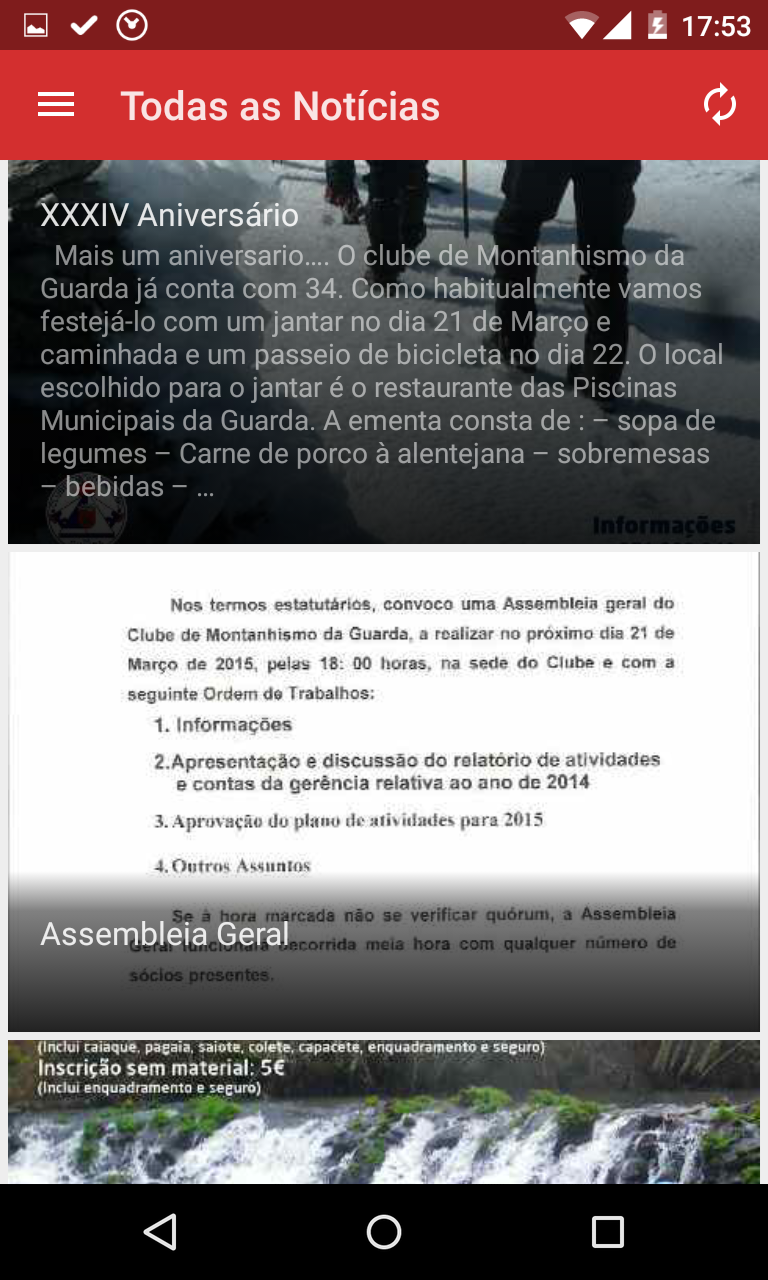 17:53
Todas as Notícias
XXXIV Aniversário
Mais um aniversario.... O clube de Montanhismo da
Guarda já conta com 34. Como habitualmente vamos
festejá-lo com um jantar no dia 21 de Março e
caminhada e um passeio de bicicleta no dia 22. O local
escolhido para o jantar é o restaurante das Piscinas
Municipais da Guarda. A ementa consta de : – sopa de
legumes – Carne de porco à alentejana – sobremesas
– bebidas – ...
Informações
Nos termos estatutários, convoco uma Assembleia geral do
Clube de Montanhismo da Guarda, a realizar no próximo dia 21 de
Março de 2015, pelas 18: 00 horas, na sede do Clube e com a
seguinte Ordem de Trabalhos:
1. Informações
2.Apresentação e discussão do relatório de atividades
e contas da gerência relativa ao ano de 2014
3. Aprovação do plano de atividades para 2015
4. Outros Assuntos
Se à hora marcada não se verificar quórum, a Assembleia
Assembleia Geral
Geral funcionará decorrida meia hora com qualquer número de
sócios presentes.
(Inclui caiaque, pagaia, saiote, colete, capacete, enquadramento e seguro)
Inscrição sem material: 5€
(Inclui enquadramento e seguro)